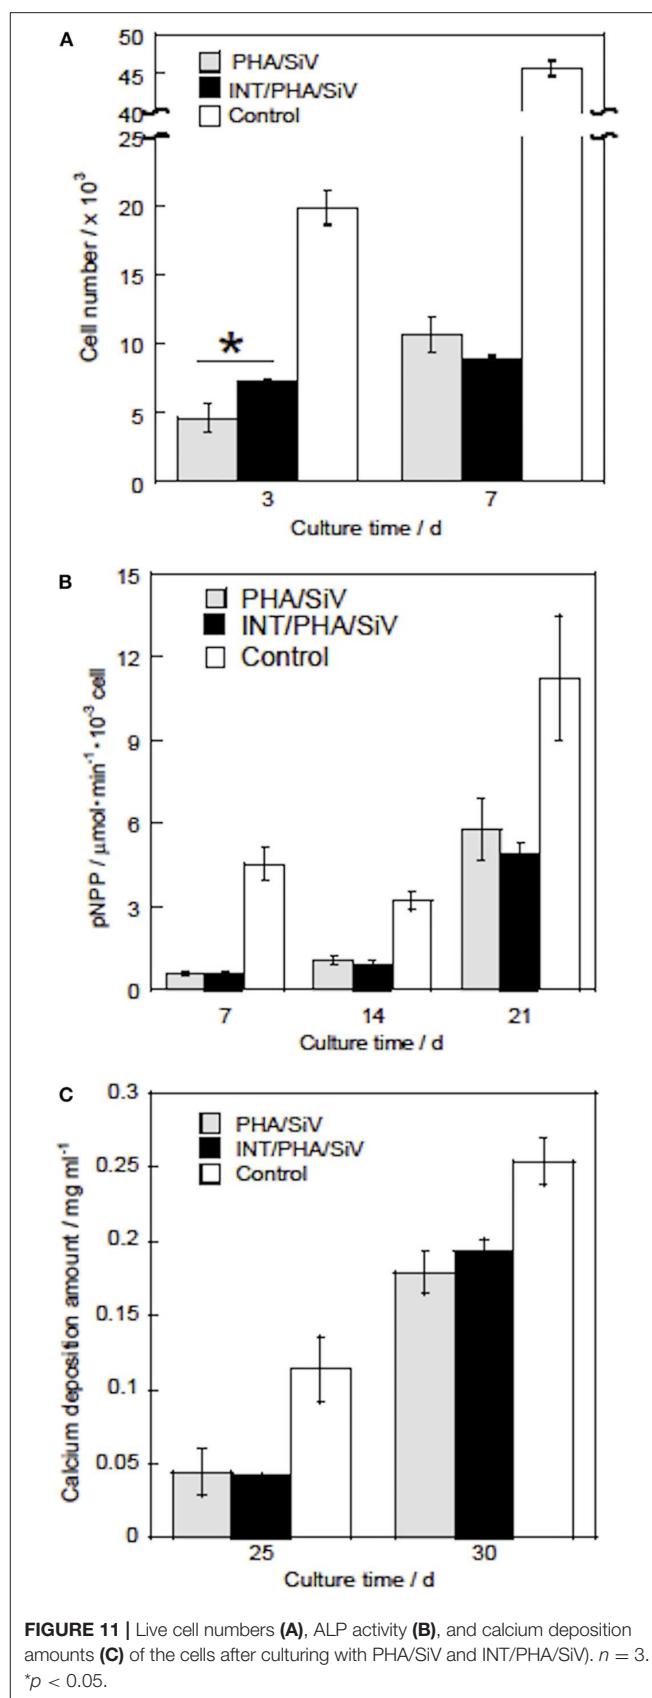 A
50
45
40
25
20
15
10
5
0
Cell number / x 10³
PHA/SiV
INT/PHA/SiV
Control
*
3 7
Culture time / d
B
15
12
9
6
3
0
pNPP / μmol·min⁻¹·10⁻³ cell
PHA/SiV
INT/PHA/SiV
Control
7 14 21
Culture time / d
C
0.3
0.25
0.2
0.15
0.1
0.05
0
Calcium deposition amount / mg ml⁻¹
PHA/SiV
INT/PHA/SiV
Control
25 30
Culture time / d
FIGURE 11 | Live cell numbers (A), ALP activity (B), and calcium deposition
amounts (C) of the cells after culturing with PHA/SiV and INT/PHA/SiV). n = 3.
*p < 0.05.